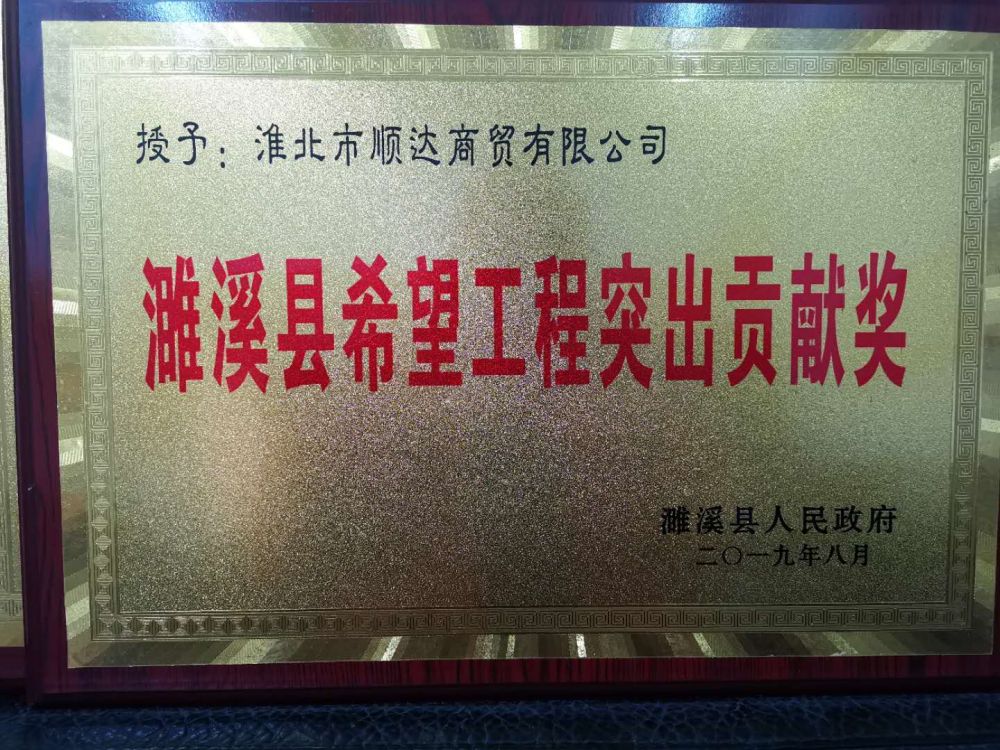 授予：淮北市顺达商贸有限公司
濉溪县希望工程突出贡献奖
濉溪县人民政府
二〇一九年八月